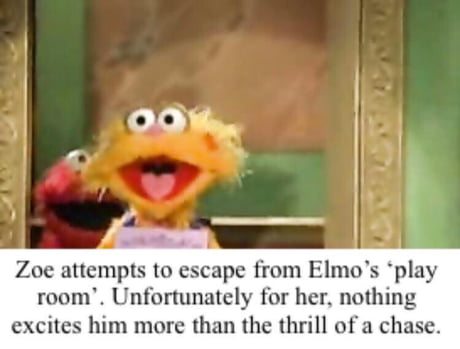 Zoe attempts to escape from Elmo’s ‘play
room’. Unfortunately for her, nothing
excites him more than the thrill of a chase.